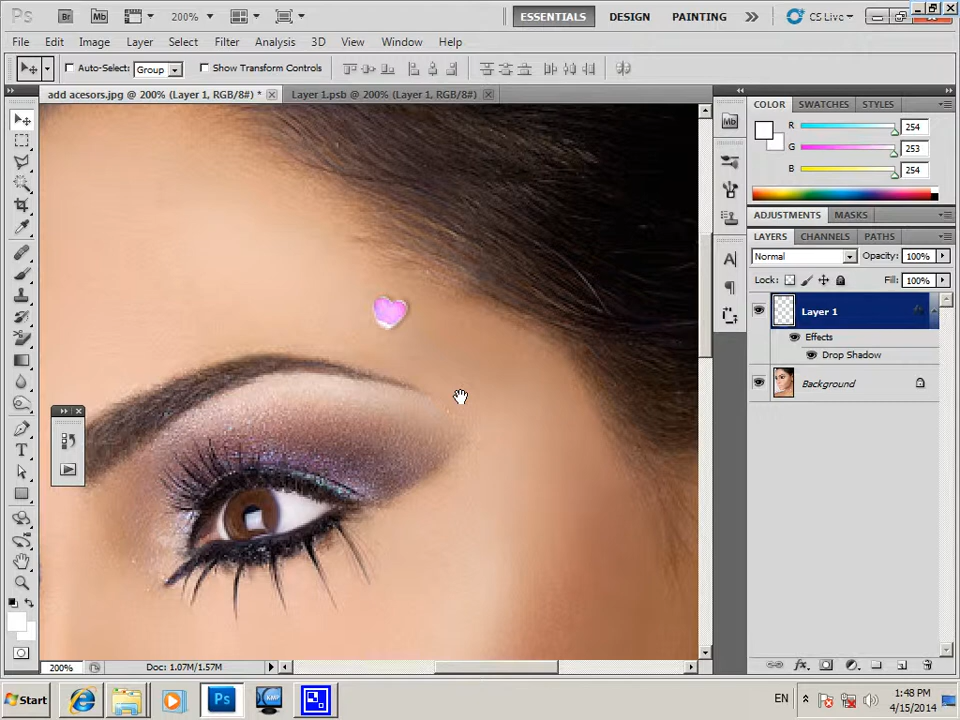 Ps Br Mb 200% ESSENTIALS DESIGN PAINTING CS Live
File Edit Image Layer Select Filter Analysis 3D View Window Help
Auto-Select: Group Show Transform Controls
add acesors.jpg @ 200% (Layer 1, RGB/8#) * Layer 1.psb @ 200% (Layer 1, RGB/8#)
COLOR SWATCHES STYLES
R 254
G 253
B 254
ADJUSTMENTS MASKS
LAYERS CHANNELS PATHS
Normal Opacity: 100%
Lock: Fill: 100%
Layer 1
Effects
Drop Shadow
Background
200% Doc: 1.07M/1.57M
Start Ps KMP EN 1:48 PM
4/15/2014